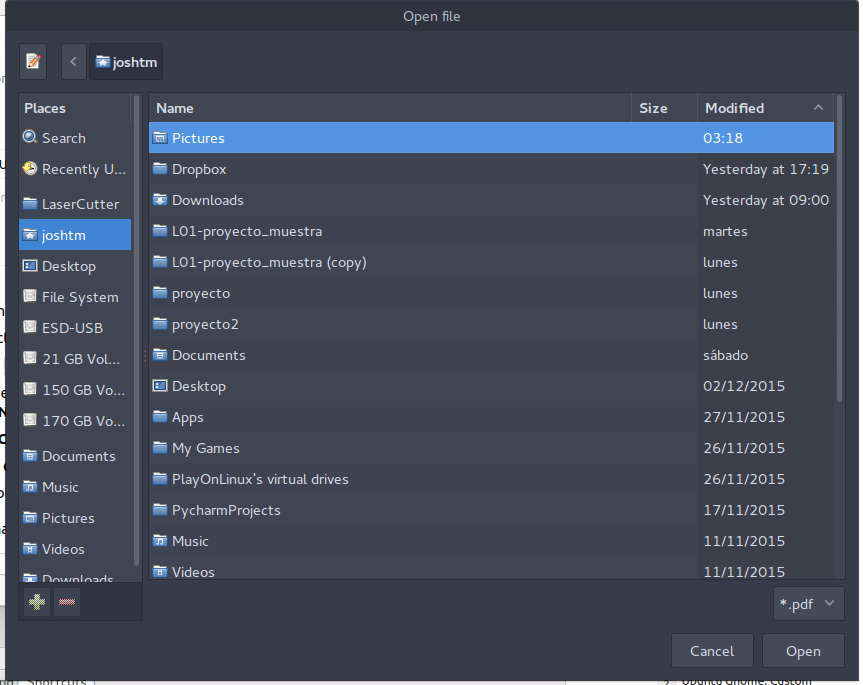 Open file
joshtm
Places
Name Size Modified
Search
Recently U...
LaserCutter
joshtm
Desktop
File System
ESD-USB
21 GB Vol...
150 GB Vo...
170 GB Vo...
Documents
Music
Pictures
Videos
Downloads
Pictures 03:18
Dropbox Yesterday at 17:19
Downloads Yesterday at 09:00
L01-proyecto_muestra martes
L01-proyecto_muestra (copy) lunes
proyecto lunes
proyecto2 lunes
Documents sábado
Desktop 02/12/2015
Apps 27/11/2015
My Games 26/11/2015
PlayOnLinux's virtual drives 26/11/2015
PycharmProjects 17/11/2015
Music 11/11/2015
Videos 11/11/2015
*.pdf
Cancel Open
Shortcuts
Ubuntu Gnome, Custom